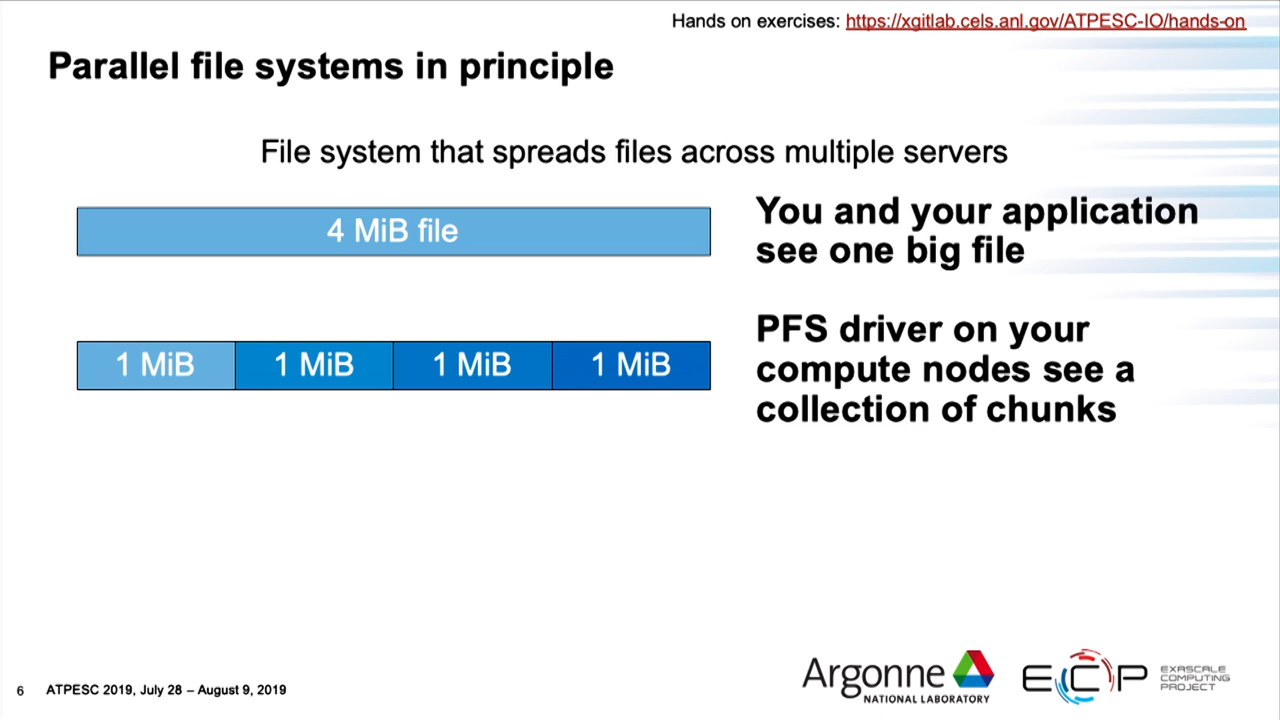 Hands on exercises: https://xgitlab.cels.anl.gov/ATPESC-IO/hands-on
Parallel file systems in principle
File system that spreads files across multiple servers
4 MiB file
You and your application
see one big file
1 MiB 1 MiB 1 MiB 1 MiB
PFS driver on your
compute nodes see a
collection of chunks
6 ATPESC 2019, July 28 – August 9, 2019
Argonne
NATIONAL LABORATORY
ECP
EXASCALE
COMPUTING
PROJECT